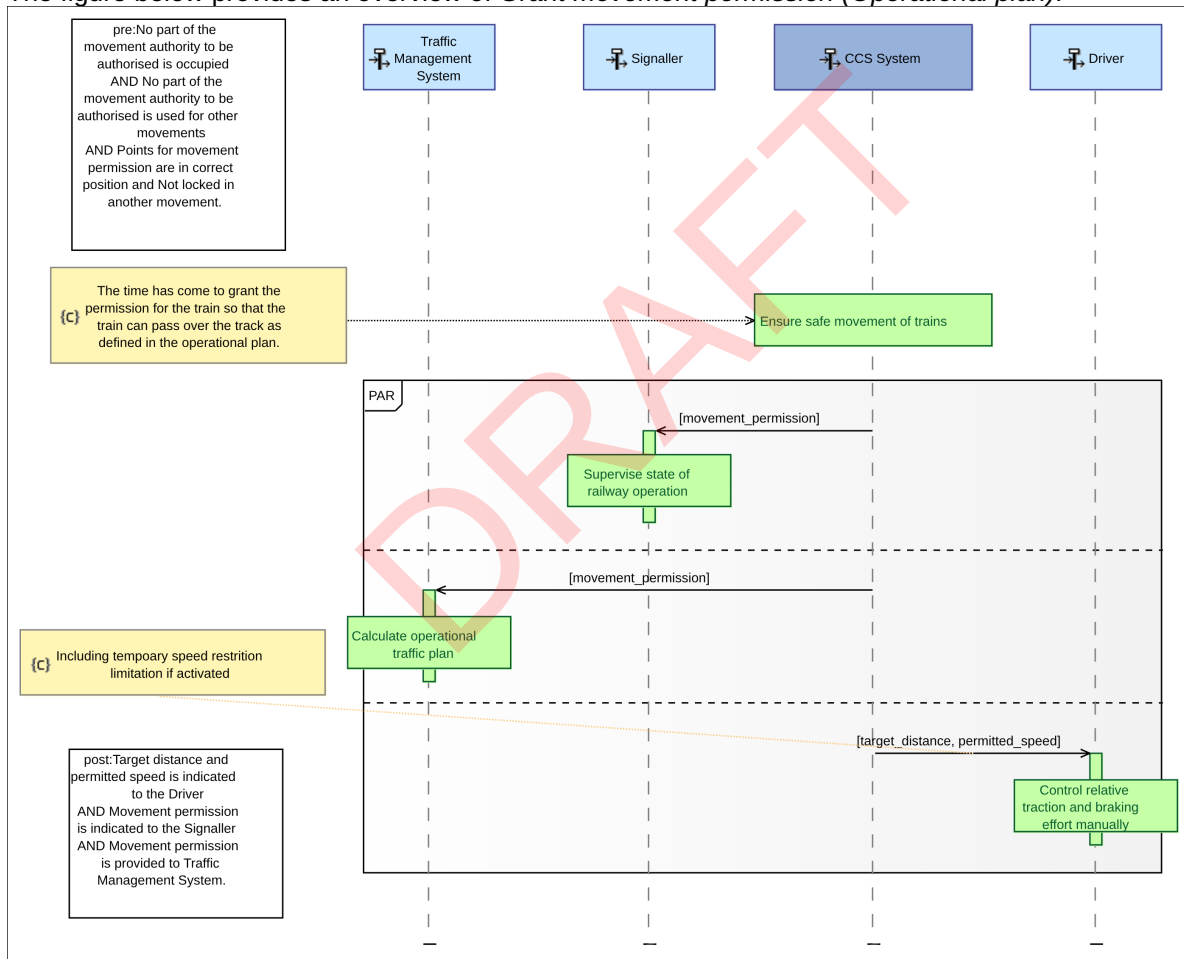 The figure below provides an overview of Grant movement permission (Operational plan).
pre:No part of the
movement authority to be
authorised is occupied
AND No part of the
movement authority to be
authorised is used for other
movements
AND Points for movement
permission are in correct
position and Not locked in
another movement.
Traffic
Management
System
Signaller
CCS System
Driver
{C}
The time has come to grant the
permission for the train so that the
train can pass over the track as
defined in the operational plan.
Ensure safe movement of trains
PAR
[movement_permission]
Supervise state of
railway operation
[movement_permission]
Calculate operational
traffic plan
{C}
Including tempoary speed restrition
limitation if activated
[target_distance, permitted_speed]
Control relative
traction and braking
effort manually
post:Target distance and
permitted speed is indicated
to the Driver
AND Movement permission
is indicated to the Signaller
AND Movement permission
is provided to Traffic
Management System.
DRAFT